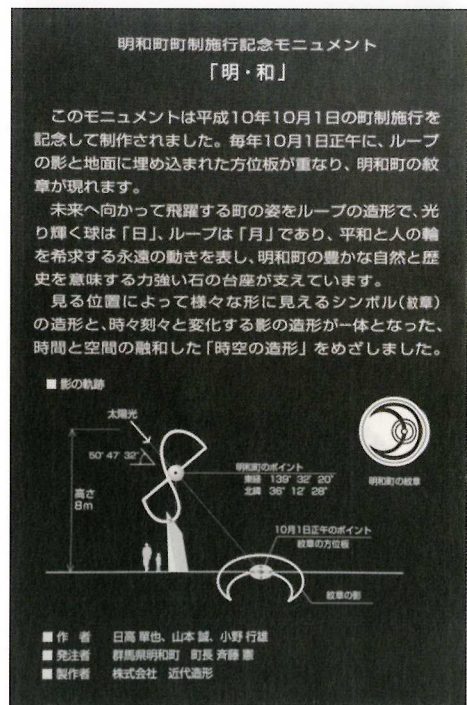 明和町町制施行記念モニュメント
「明・和」
このモニュメントは平成10年10月1日の町制施行を
記念して制作されました。毎年10月1日正午に、ループ
の影と地面に埋め込まれた方位板が重なり、明和町の紋
章が現れます。
未来へ向かって飛躍する町の姿をループの造形で、光
り輝く球は「日」、ループは「月」であり、平和と人の輪
を希求する永遠の動きを表し、明和町の豊かな自然と歴
史を意味する力強い石の台座が支えています。
見る位置によって様々な形に見えるシンボル(紋章)
の造形と、時々刻々と変化する影の造形が一体となった、
時間と空間の融和した「時空の造形」をめざしました。
■ 影の軌跡
太陽光
50° 47' 32"
高さ
8m
明和町のポイント
東経 139° 32' 20"
北緯 36° 12' 28"
明和町の紋章
10月1日正午のポイント
紋章の方位板
紋章の影
■ 作 者 日高 單也、山本 誠、小野 行雄
■ 発注者 群馬県明和町 町長 斉藤 憲
■ 製作者 株式会社 近代造形